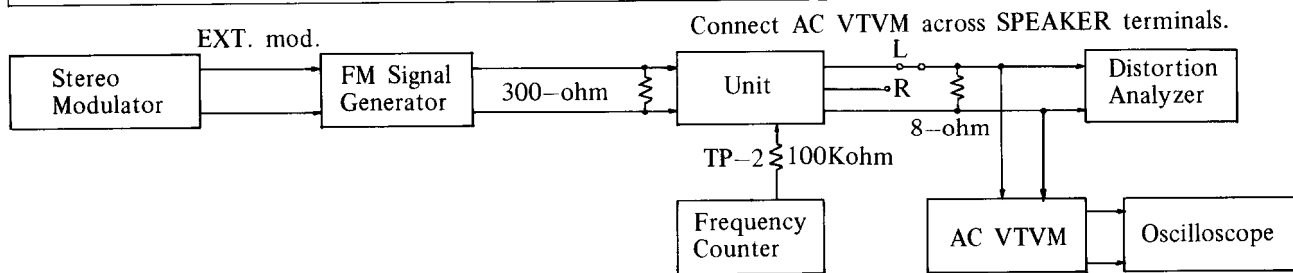 Connect AC VTVM across SPEAKER terminals.
EXT. mod.
Stereo
Modulator
FM Signal
Generator
300-ohm
Unit
L
R
8-ohm
Distortion
Analyzer
TP-2
100Kohm
Frequency
Counter
AC VTVM
Oscilloscope